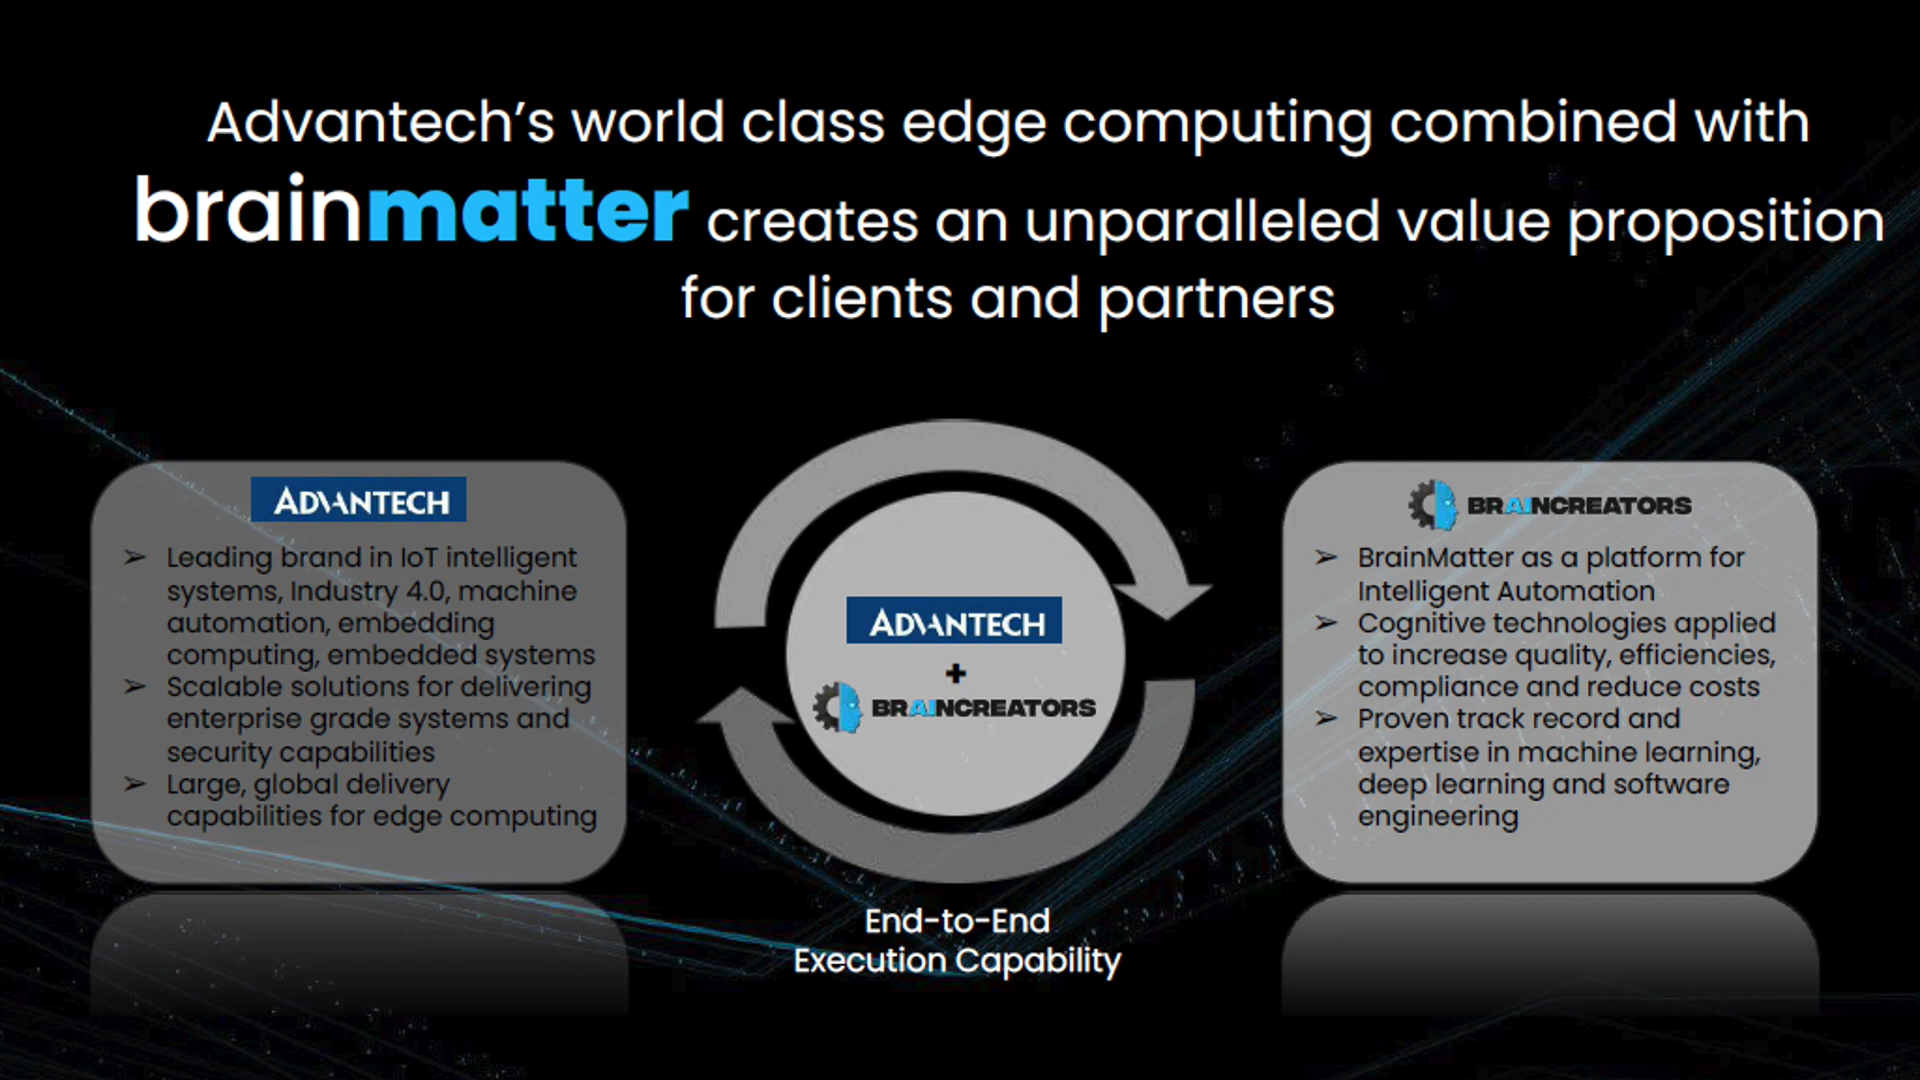 Advantech’s world class edge computing combined with
brainmatter creates an unparalleled value proposition
for clients and partners
ADVANTECH
➢ Leading brand in IoT intelligent
systems, Industry 4.0, machine
automation, embedding
computing, embedded systems
➢ Scalable solutions for delivering
enterprise grade systems and
security capabilities
➢ Large, global delivery
capabilities for edge computing
ADVANTECH
+
BRAINCREATORS
End-to-End
Execution Capability
BRAINCREATORS
➢ BrainMatter as a platform for
Intelligent Automation
➢ Cognitive technologies applied
to increase quality, efficiencies,
compliance and reduce costs
➢ Proven track record and
expertise in machine learning,
deep learning and software
engineering